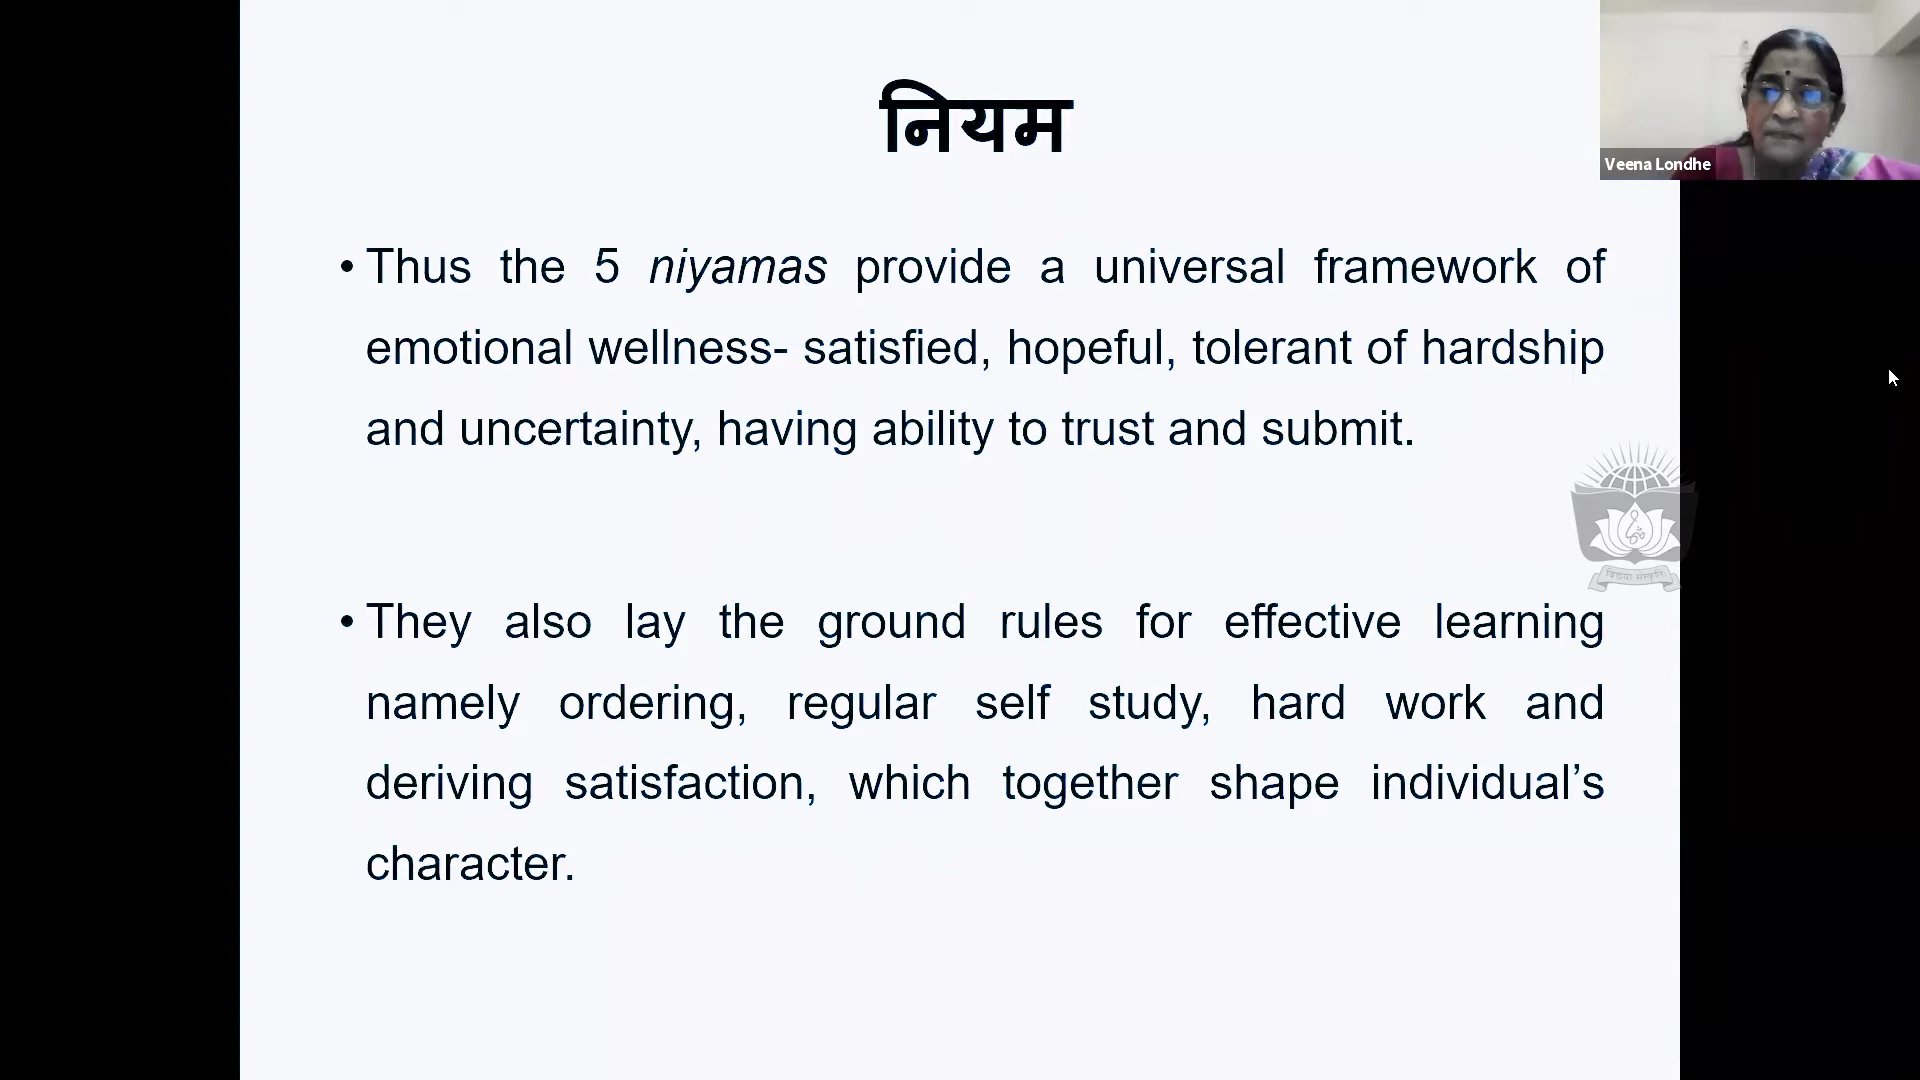 नियम
Veena Londhe
• Thus the 5 niyamas provide a universal framework of
emotional wellness- satisfied, hopeful, tolerant of hardship
and uncertainty, having ability to trust and submit.
• They also lay the ground rules for effective learning
namely ordering, regular self study, hard work and
deriving satisfaction, which together shape individual’s
character.